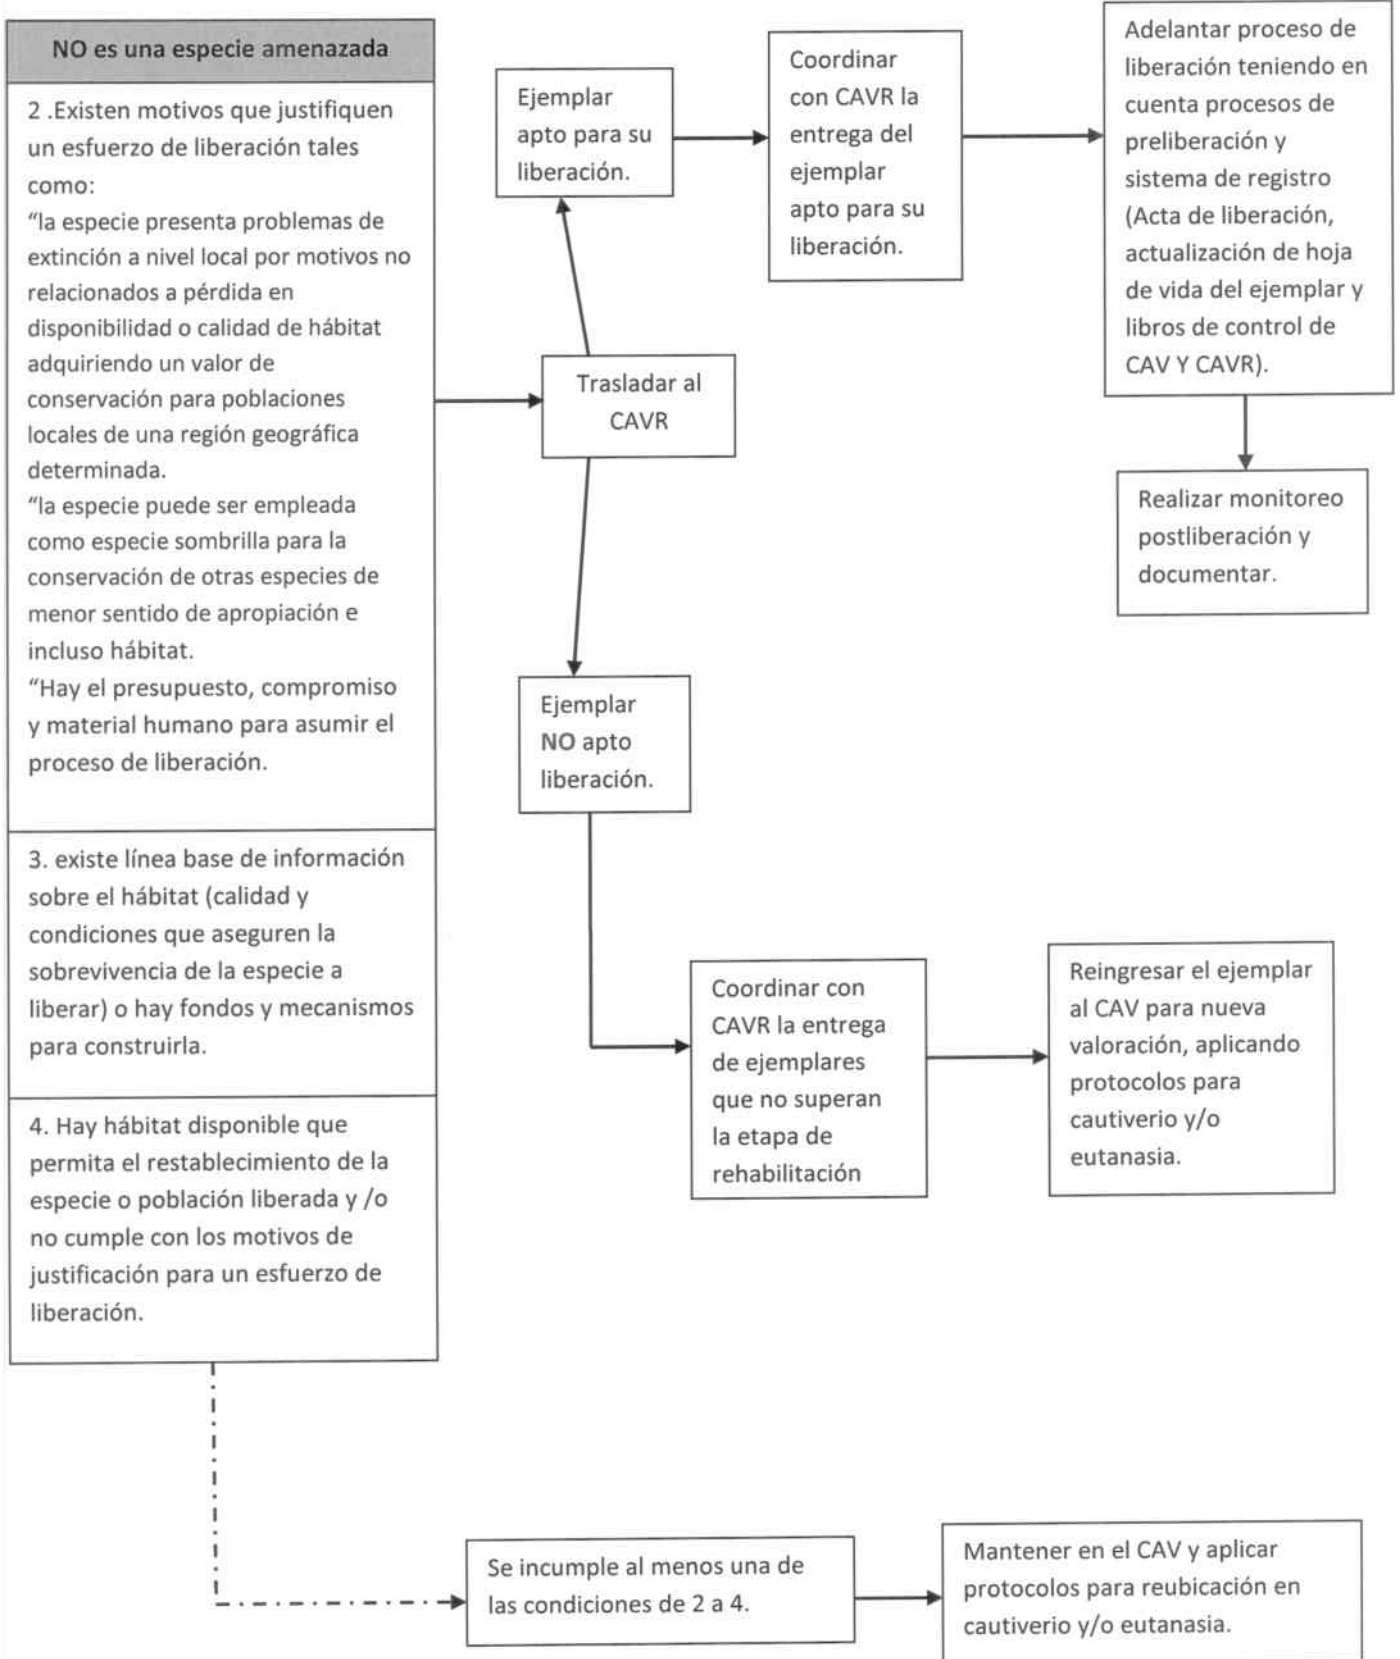 NO es una especie amenazada
2 .Existen motivos que justifiquen
un esfuerzo de liberación tales
como:
“la especie presenta problemas de
extinción a nivel local por motivos no
relacionados a pérdida en
disponibilidad o calidad de hábitat
adquiriendo un valor de
conservación para poblaciones
locales de una región geográfica
determinada.
“la especie puede ser empleada
como especie sombrilla para la
conservación de otras especies de
menor sentido de apropiación e
incluso hábitat.
“Hay el presupuesto, compromiso
y material humano para asumir el
proceso de liberación.
3. existe línea base de información
sobre el hábitat (calidad y
condiciones que aseguren la
sobrevivencia de la especie a
liberar) o hay fondos y mecanismos
para construirla.
4. Hay hábitat disponible que
permita el restablecimiento de la
especie o población liberada y /o
no cumple con los motivos de
justificación para un esfuerzo de
liberación.
Trasladar al
CAVR
Ejemplar
apto para su
liberación.
Coordinar
con CAVR la
entrega del
ejemplar
apto para su
liberación.
Adelantar proceso de
liberación teniendo en
cuenta procesos de
preliberación y
sistema de registro
(Acta de liberación,
actualización de hoja
de vida del ejemplar y
libros de control de
CAV Y CAVR).
Realizar monitoreo
postliberación y
documentar.
Ejemplar
NO apto
liberación.
Coordinar con
CAVR la entrega
de ejemplares
que no superan
la etapa de
rehabilitación
Reingresar el ejemplar
al CAV para nueva
valoración, aplicando
protocolos para
cautiverio y/o
eutanasia.
Se incumple al menos una de
las condiciones de 2 a 4.
Mantener en el CAV y aplicar
protocolos para reubicación en
cautiverio y/o eutanasia.